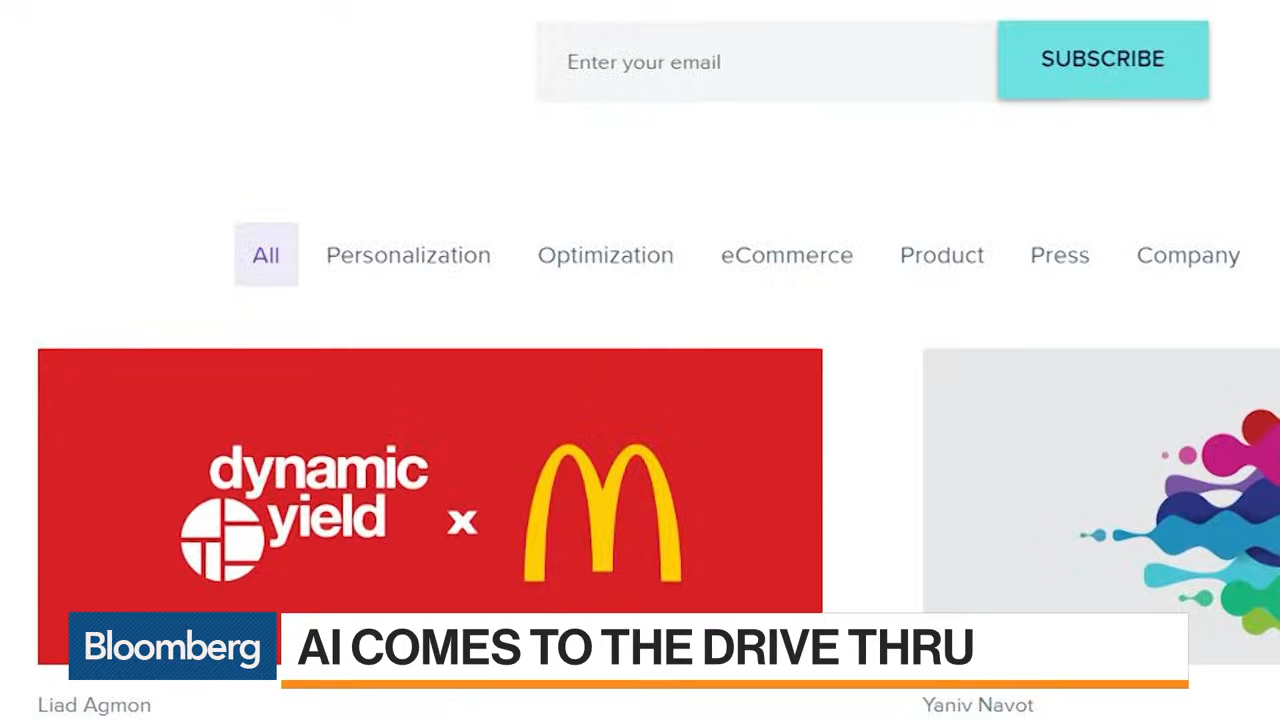 Enter your email
SUBSCRIBE
All Personalization Optimization eCommerce Product Press Company
dynamic
yield x
Bloomberg
AI COMES TO THE DRIVE THRU
Liad Agmon
Yaniv Navot